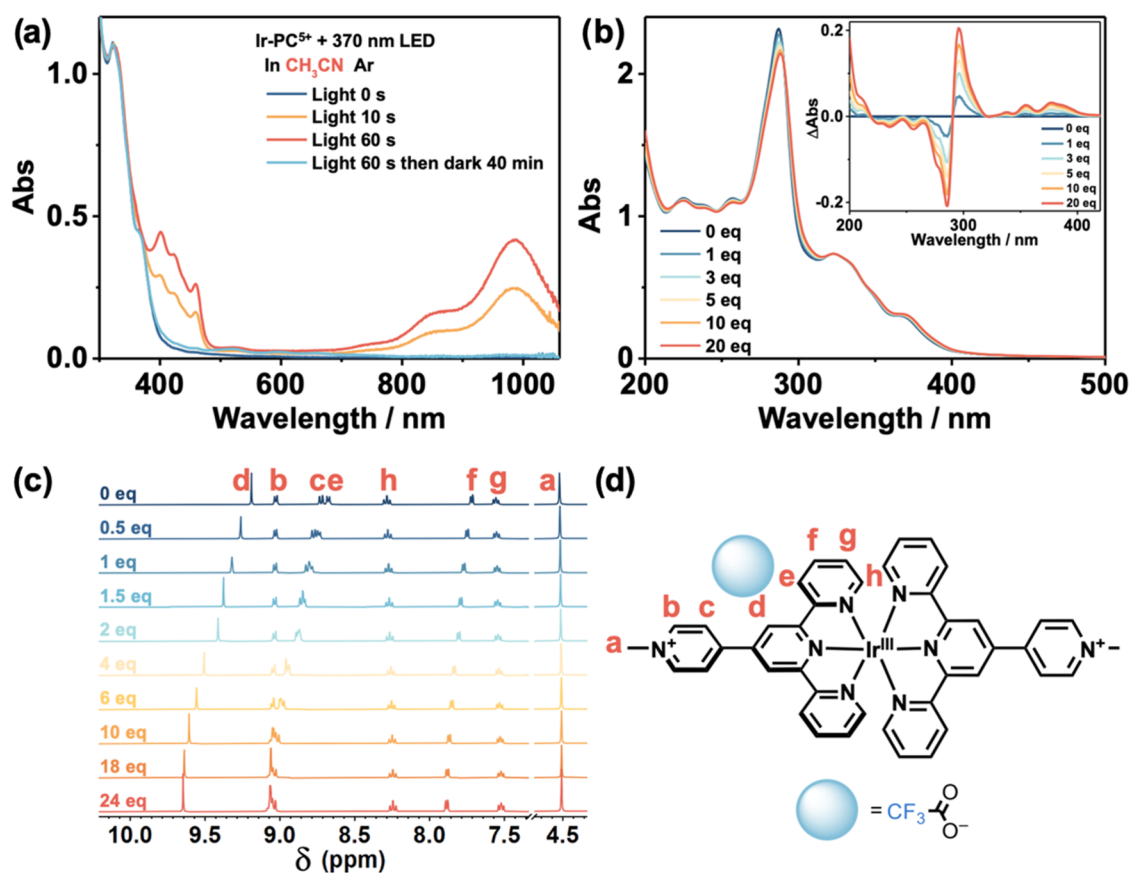 (a)
Ir-PC⁵⁺ + 370 nm LED
In CH₃CN Ar
Light 0 s
Light 10 s
Light 60 s
Light 60 s then dark 40 min
1.0
0.5
0.0
Abs
400 600 800 1000
Wavelength / nm
(b)
2
1
0
Abs
0 eq
1 eq
3 eq
5 eq
10 eq
20 eq
200 300 400 500
Wavelength / nm
0.2
0.0
-0.2
ΔAbs
0 eq
1 eq
3 eq
5 eq
10 eq
20 eq
200 300 400
Wavelength / nm
(c)
d b c e h f g a
0 eq
0.5 eq
1 eq
1.5 eq
2 eq
4 eq
6 eq
10 eq
18 eq
24 eq
10.0 9.5 9.0 8.5 8.0 7.5 4.5
δ (ppm)
(d)
f g
e h
b c d
a
N⁺ N N N Irᴵᴵᴵ N N N N⁺
= CF₃ O O⁻